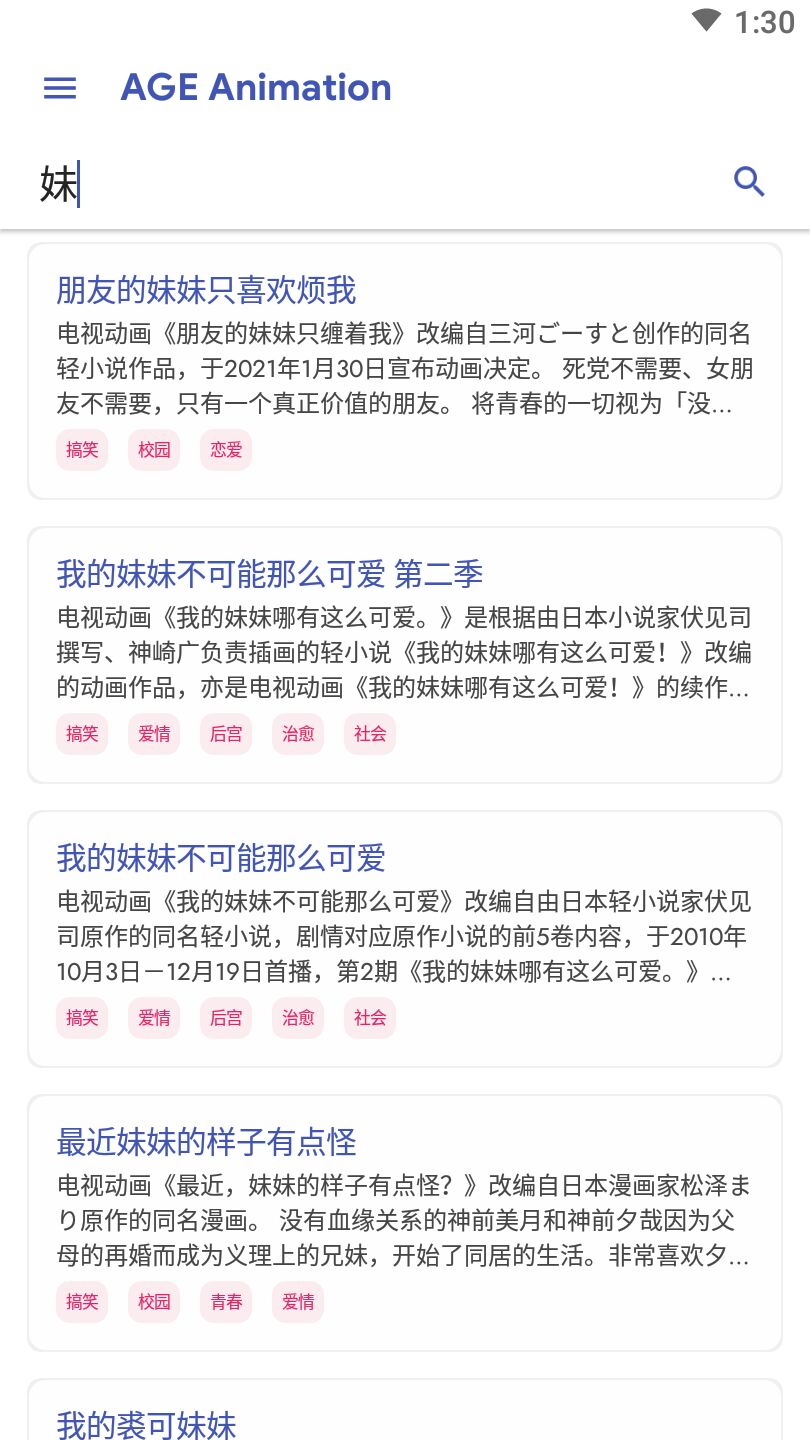 1:30
AGE Animation
妹
朋友的妹妹只喜欢烦我
电视动画《朋友的妹妹只缠着我》改编自三河ごーすと创作的同名
轻小说作品，于2021年1月30日宣布动画决定。 死党不需要、女朋
友不需要，只有一个真正价值的朋友。 将青春的一切视为「没...
搞笑 校园 恋爱
我的妹妹不可能那么可爱 第二季
电视动画《我的妹妹哪有这么可爱。》是根据由日本小说家伏见司
撰写、神崎广负责插画的轻小说《我的妹妹哪有这么可爱！》改编
的动画作品，亦是电视动画《我的妹妹哪有这么可爱！》的续作...
搞笑 爱情 后宫 治愈 社会
我的妹妹不可能那么可爱
电视动画《我的妹妹不可能那么可爱》改编自由日本轻小说家伏见
司原作的同名轻小说，剧情对应原作小说的前5卷内容，于2010年
10月3日－12月19日首播，第2期《我的妹妹哪有这么可爱。》...
搞笑 爱情 后宫 治愈 社会
最近妹妹的样子有点怪
电视动画《最近，妹妹的样子有点怪？》改编自日本漫画家松泽ま
り原作的同名漫画。 没有血缘关系的神前美月和神前夕哉因为父
母的再婚而成为义理上的兄妹，开始了同居的生活。非常喜欢夕...
搞笑 校园 青春 爱情
我的裘可妹妹